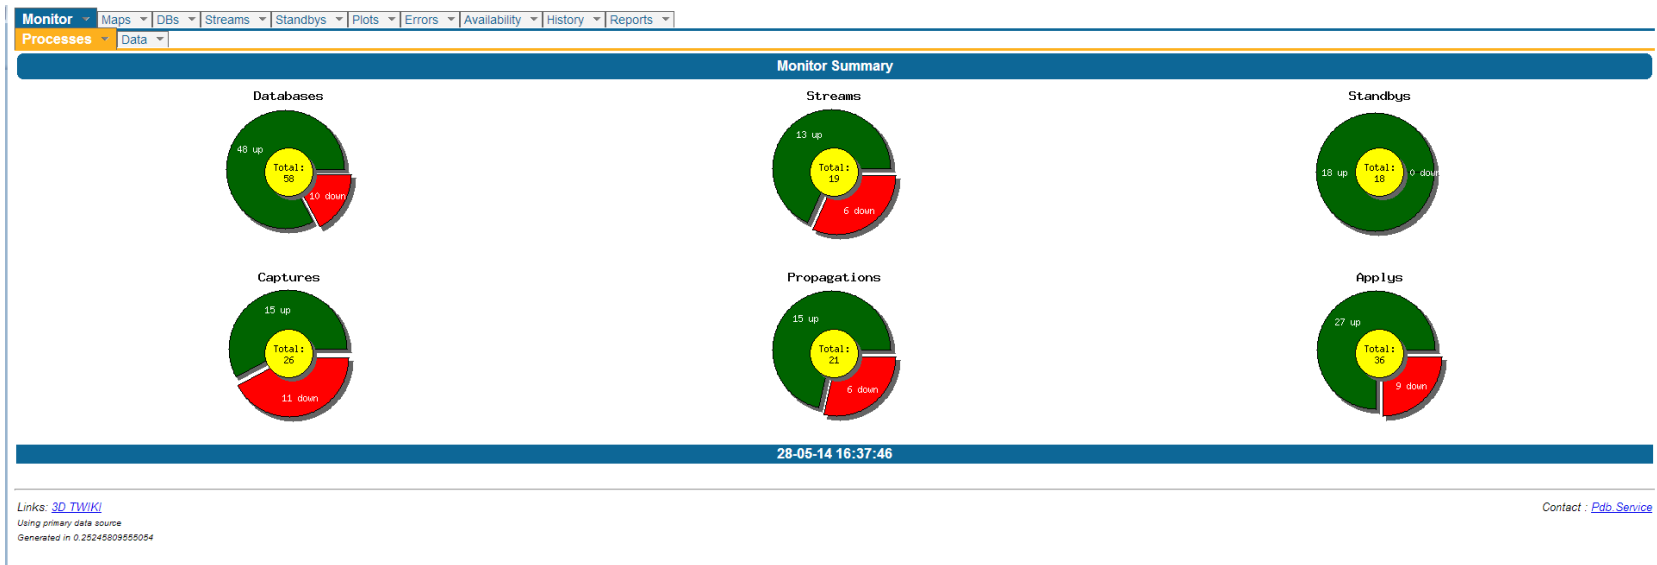 Monitor Maps DBs Streams Standbys Plots Errors Availability History Reports
Processes Data
Monitor Summary
Databases
48 up
Total:
58
10 down
Streams
13 up
Total:
19
6 down
Standbys
18 up
Total:
18
0 down
Captures
15 up
Total:
26
11 down
Propagations
15 up
Total:
21
6 down
Applys
27 up
Total:
36
9 down
28-05-14 16:37:46
Links: 3D TWIKI
Contact : Pdb.Service
Using primary data source
Generated in 0.25245809555054